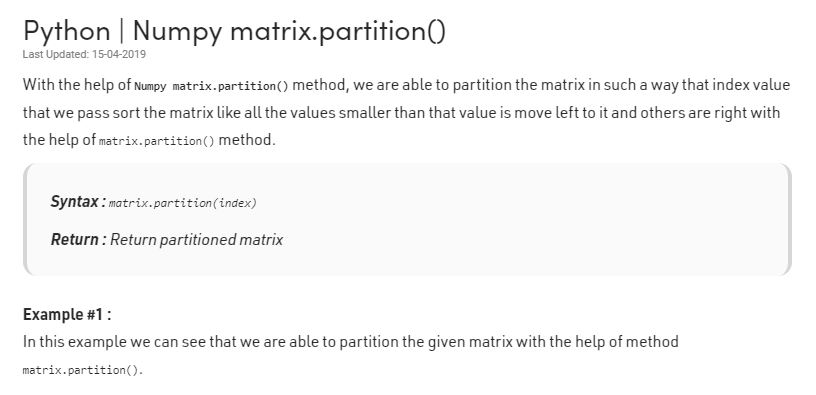 Python | Numpy matrix.partition()
Last Updated: 15-04-2019
With the help of Numpy matrix.partition() method, we are able to partition the matrix in such a way that index value
that we pass sort the matrix like all the values smaller than that value is move left to it and others are right with
the help of matrix.partition() method.
Syntax : matrix.partition(index)
Return : Return partitioned matrix
Example #1 :
In this example we can see that we are able to partition the given matrix with the help of method
matrix.partition().